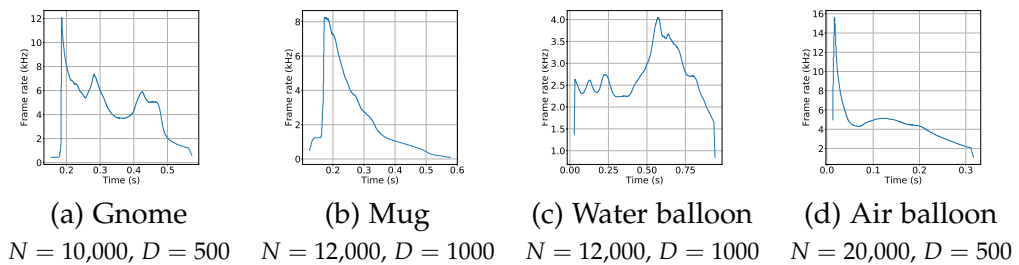 12
10
8
6
4
2
0
Frame rate (kHz)
0.2 0.3 0.4 0.5
Time (s)
(a) Gnome
N = 10,000, D = 500
8
6
4
2
0
Frame rate (kHz)
0.2 0.3 0.4 0.5 0.6
Time (s)
(b) Mug
N = 12,000, D = 1000
4.0
3.5
3.0
2.5
2.0
1.5
1.0
Frame rate (kHz)
0.00 0.25 0.50 0.75
Time (s)
(c) Water balloon
N = 12,000, D = 1000
16
14
12
10
8
6
4
2
Frame rate (kHz)
0.0 0.1 0.2 0.3
Time (s)
(d) Air balloon
N = 20,000, D = 500